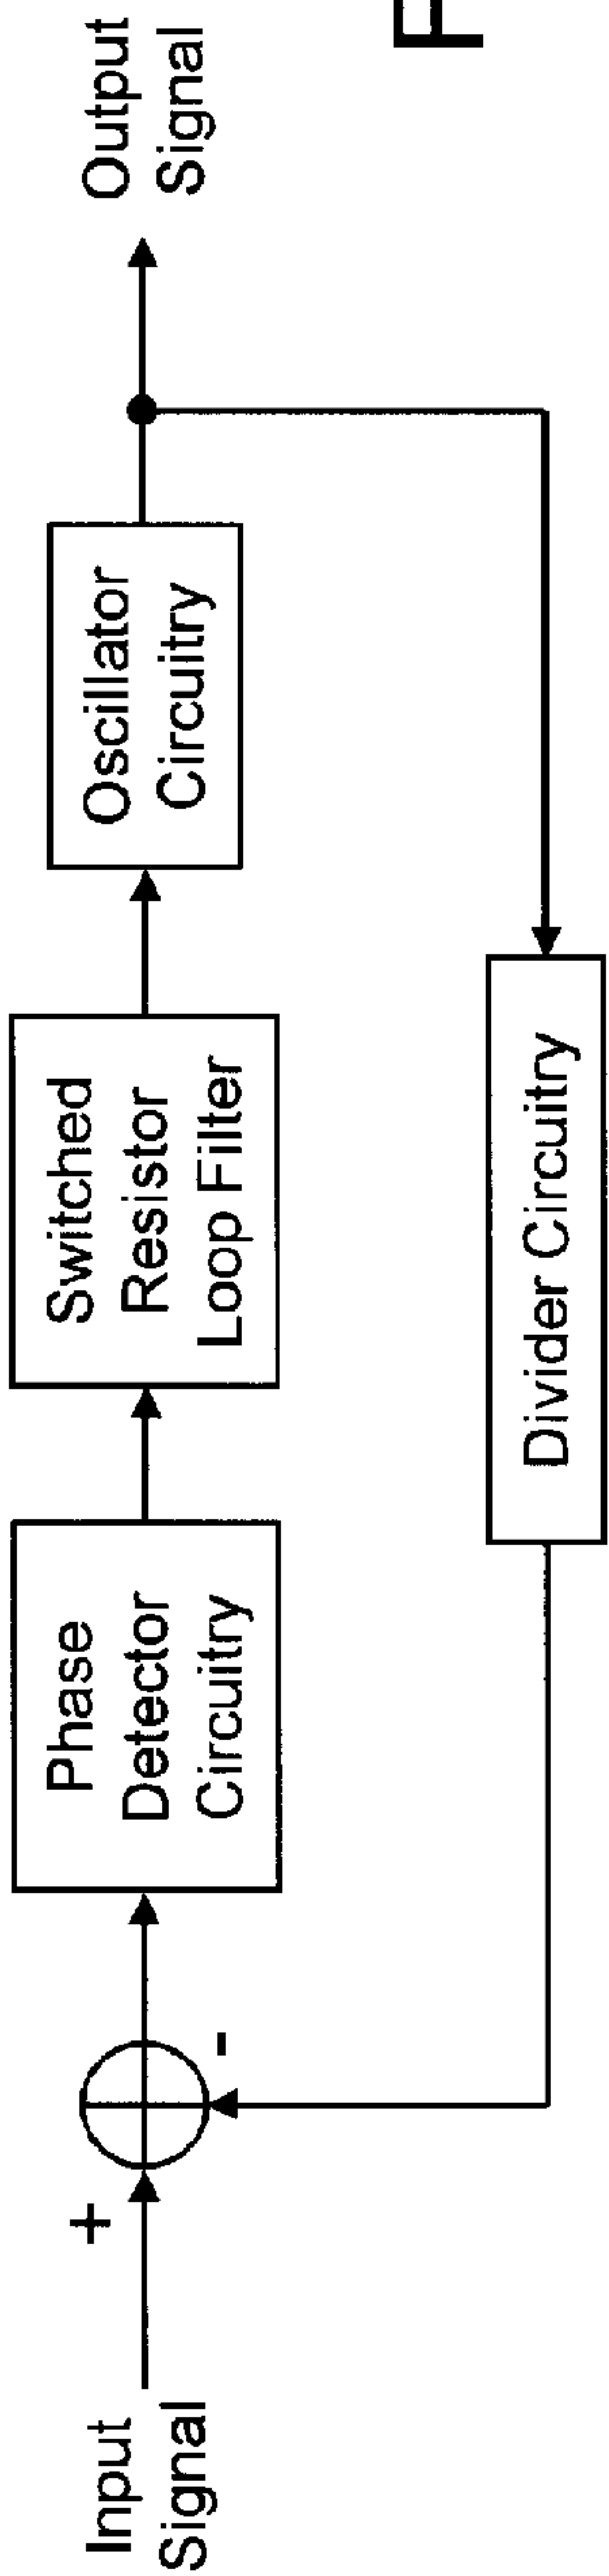 Input
Signal
+
-
Phase
Detector
Circuitry
Switched
Resistor
Loop Filter
Oscillator
Circuitry
Output
Signal
Divider Circuitry
F